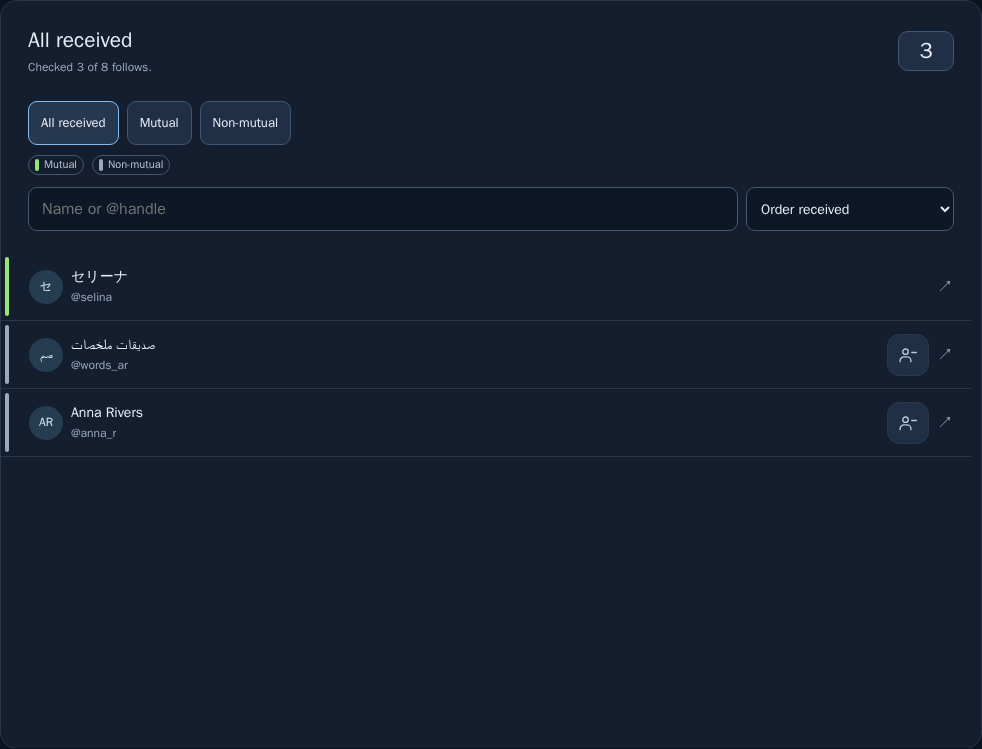 All received
Checked 3 of 8 follows.
3
All received
Mutual
Non-mutual
Mutual
Non-mutual
Name or @handle
Order received
セ
セリーナ
@selina
صم
صديقات ملخصات
@words_ar
AR
Anna Rivers
@anna_r